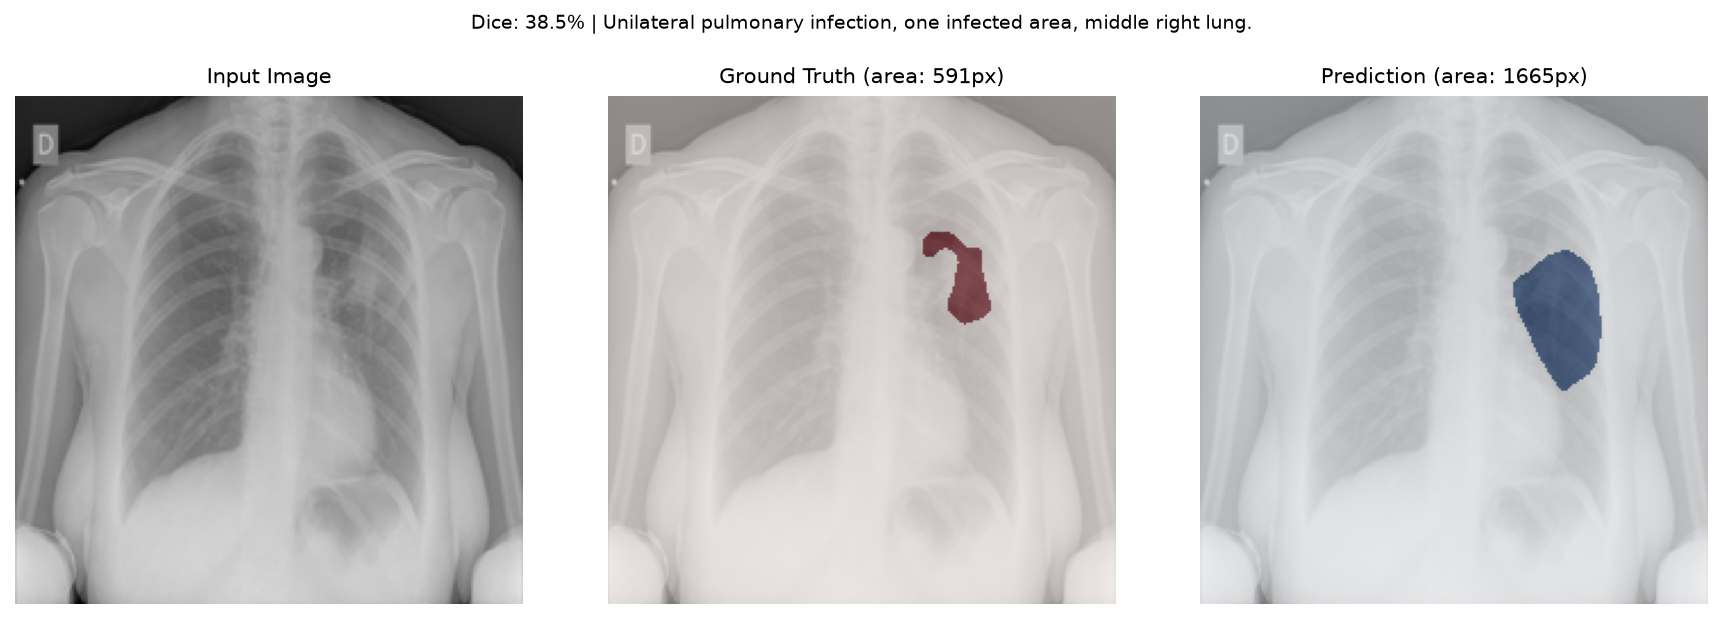 Dice: 38.5% | Unilateral pulmonary infection, one infected area, middle right lung.
Input Image
Ground Truth (area: 591px)
Prediction (area: 1665px)
D
D
D